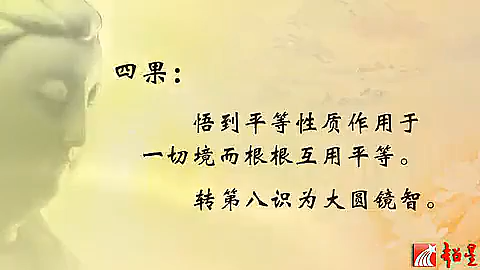 四果：
悟到平等性质作用于
一切境而根根互用平等。
转第八识为大圆镜智。